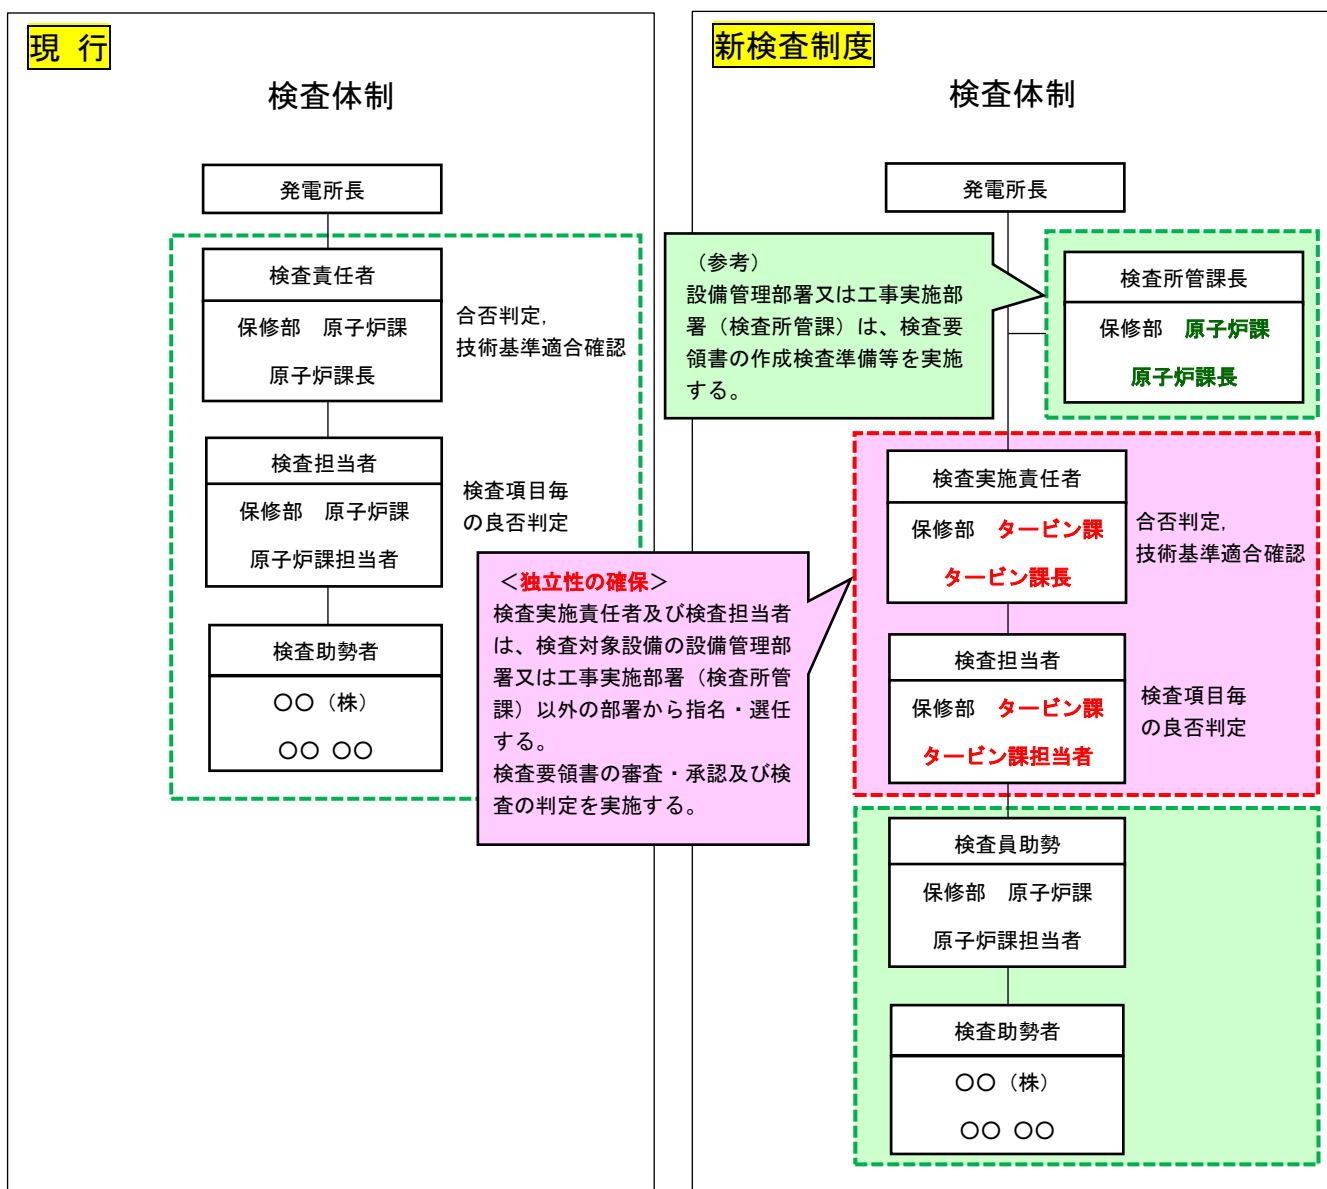 現 行
検査体制
発電所長
検査責任者
保修部 原子炉課
原子炉課長
合否判定,
技術基準適合確認
検査担当者
保修部 原子炉課
原子炉課担当者
検査項目毎
の良否判定
検査助勢者
〇〇（株）
〇〇 〇〇
新検査制度
検査体制
発電所長
（参考）
設備管理部署又は工事実施部
署（検査所管課）は、検査要
領書の作成検査準備等を実施
する。
検査所管課長
保修部 原子炉課
原子炉課長
検査実施責任者
保修部 タービン課
タービン課長
合否判定,
技術基準適合確認
＜独立性の確保＞
検査実施責任者及び検査担当者
は、検査対象設備の設備管理部
署又は工事実施部署（検査所管
課）以外の部署から指名・選任
する。
検査要領書の審査・承認及び検
査の判定を実施する。
検査担当者
保修部 タービン課
タービン課担当者
検査項目毎
の良否判定
検査員助勢
保修部 原子炉課
原子炉課担当者
検査助勢者
〇〇（株）
〇〇 〇〇